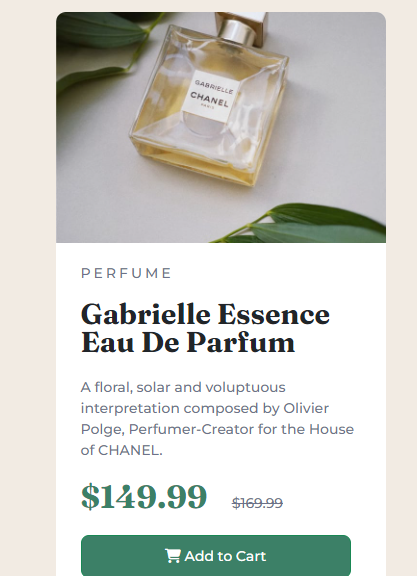 GABRIELLE
CHANEL
PARIS
PERFUME
Gabrielle Essence
Eau De Parfum
A floral, solar and voluptuous
interpretation composed by Olivier
Polge, Perfumer-Creator for the House
of CHANEL.
$149.99 $169.99
Add to Cart